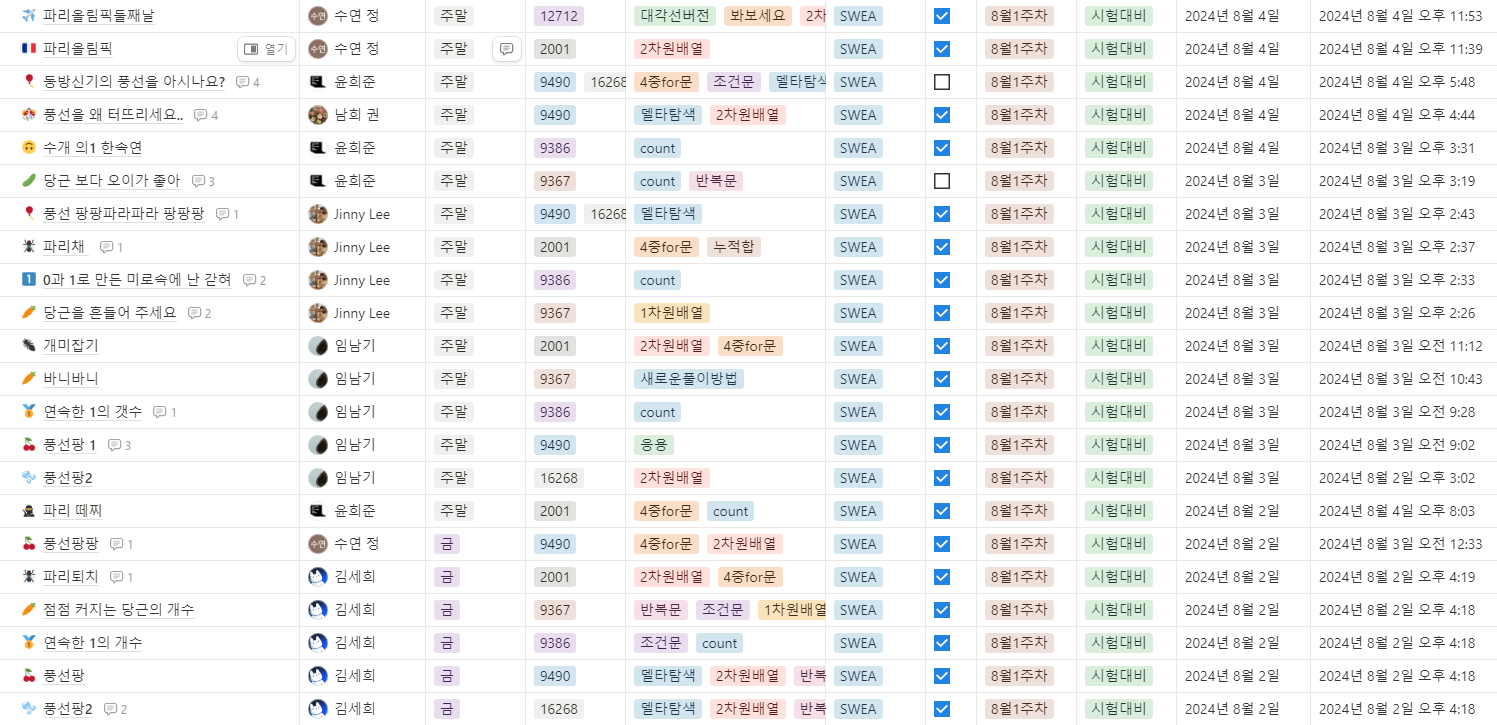 파리올림픽둘째날 수연 수연 정 주말 12712 대각선버전 봐보세요 2차 SWEA 8월1주차 시험대비 2024년 8월 4일 2024년 8월 4일 오후 11:53
파리올림픽 열기 수연 수연 정 주말 2001 2차원배열 SWEA 8월1주차 시험대비 2024년 8월 4일 2024년 8월 4일 오후 11:39
동방신기의 풍선을 아시나요? 4 윤희준 주말 9490 16268 4중for문 조건문 델타탐색 SWEA 8월1주차 시험대비 2024년 8월 4일 2024년 8월 4일 오후 5:48
풍선을 왜 터뜨리세요.. 4 남희 권 주말 9490 델타탐색 2차원배열 SWEA 8월1주차 시험대비 2024년 8월 4일 2024년 8월 4일 오후 4:44
수개 의1 한속연 윤희준 주말 9386 count SWEA 8월1주차 시험대비 2024년 8월 4일 2024년 8월 3일 오후 3:31
당근 보다 오이가 좋아 3 윤희준 주말 9367 count 반복문 SWEA 8월1주차 시험대비 2024년 8월 3일 2024년 8월 3일 오후 3:19
풍선 팡팡파라파라 팡팡팡 1 Jinny Lee 주말 9490 16268 델타탐색 SWEA 8월1주차 시험대비 2024년 8월 3일 2024년 8월 3일 오후 2:43
파리채 1 Jinny Lee 주말 2001 4중for문 누적합 SWEA 8월1주차 시험대비 2024년 8월 3일 2024년 8월 3일 오후 2:37
1 0과 1로 만든 미로속에 난 갇혀 2 Jinny Lee 주말 9386 count SWEA 8월1주차 시험대비 2024년 8월 3일 2024년 8월 3일 오후 2:33
당근을 흔들어 주세요 2 Jinny Lee 주말 9367 1차원배열 SWEA 8월1주차 시험대비 2024년 8월 3일 2024년 8월 3일 오후 2:26
개미잡기 임남기 주말 2001 2차원배열 4중for문 SWEA 8월1주차 시험대비 2024년 8월 3일 2024년 8월 3일 오전 11:12
바니바니 임남기 주말 9367 새로운풀이방법 SWEA 8월1주차 시험대비 2024년 8월 3일 2024년 8월 3일 오전 10:43
연속한 1의 갯수 1 임남기 주말 9386 count SWEA 8월1주차 시험대비 2024년 8월 3일 2024년 8월 3일 오전 9:28
풍선팡 1 3 임남기 주말 9490 응용 SWEA 8월1주차 시험대비 2024년 8월 3일 2024년 8월 3일 오전 9:02
풍선팡2 임남기 주말 16268 2차원배열 SWEA 8월1주차 시험대비 2024년 8월 3일 2024년 8월 2일 오후 3:02
파리 떼찌 윤희준 주말 2001 4중for문 count SWEA 8월1주차 시험대비 2024년 8월 2일 2024년 8월 4일 오후 8:03
풍선팡팡 1 수연 수연 정 금 9490 4중for문 2차원배열 SWEA 8월1주차 시험대비 2024년 8월 2일 2024년 8월 3일 오전 12:33
파리퇴치 1 김세희 금 2001 2차원배열 4중for문 SWEA 8월1주차 시험대비 2024년 8월 2일 2024년 8월 2일 오후 4:19
점점 커지는 당근의 개수 김세희 금 9367 반복문 조건문 1차원배열 SWEA 8월1주차 시험대비 2024년 8월 2일 2024년 8월 2일 오후 4:18
연속한 1의 개수 김세희 금 9386 조건문 count SWEA 8월1주차 시험대비 2024년 8월 2일 2024년 8월 2일 오후 4:18
풍선팡 김세희 금 9490 델타탐색 2차원배열 반복 SWEA 8월1주차 시험대비 2024년 8월 2일 2024년 8월 2일 오후 4:18
풍선팡2 2 김세희 금 16268 델타탐색 2차원배열 반복 SWEA 8월1주차 시험대비 2024년 8월 2일 2024년 8월 2일 오후 4:18